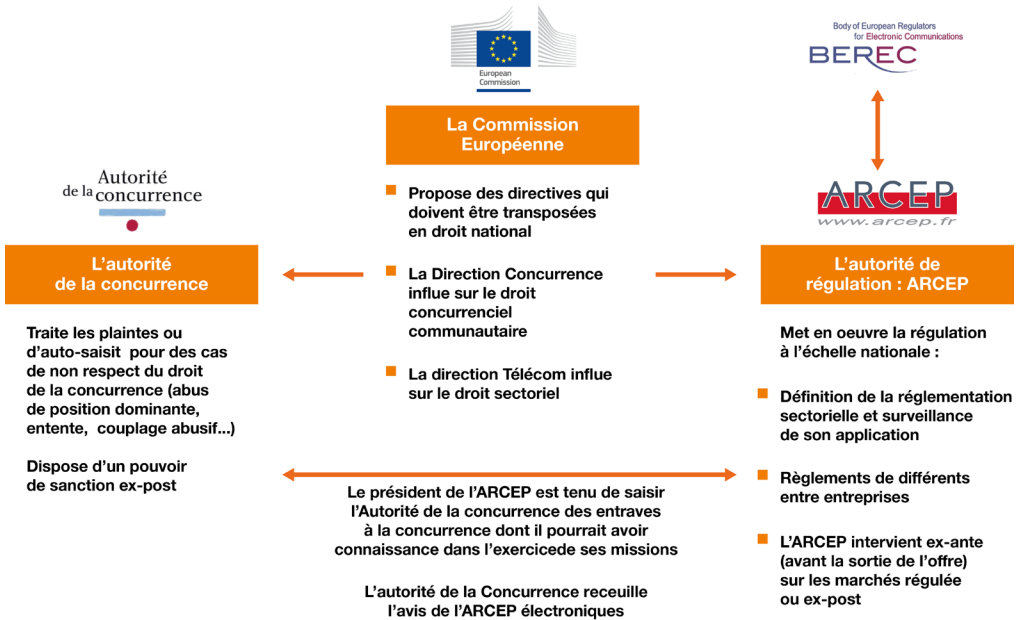 European
Commission
Body of European Regulators
for Electronic Communications
BEREC
La Commission
Européenne
Propose des directives qui
doivent être transposées
en droit national
La Direction Concurrence
influe sur le droit
concurrenciel
communautaire
La direction Télécom influe
sur le droit sectoriel
Autorité
de la concurrence
L'autorité
de la concurrence
Traite les plaintes ou
d'auto-saisit pour des cas
de non respect du droit
de la concurrence (abus
de position dominante,
entente, couplage abusif...)
Dispose d'un pouvoir
de sanction ex-post
ARCEP
www.arcep.fr
L'autorité de
régulation : ARCEP
Met en oeuvre la régulation
à l'échelle nationale :
Définition de la réglementation
sectorielle et surveillance
de son application
Règlements de différents
entre entreprises
L'ARCEP intervient ex-ante
(avant la sortie de l'offre)
sur les marchés régulée
ou ex-post
Le président de l'ARCEP est tenu de saisir
l'Autorité de la concurrence des entraves
à la concurrence dont il pourrait avoir
connaissance dans l'exercicede ses missions
L'autorité de la Concurrence receuille
l'avis de l'ARCEP électroniques